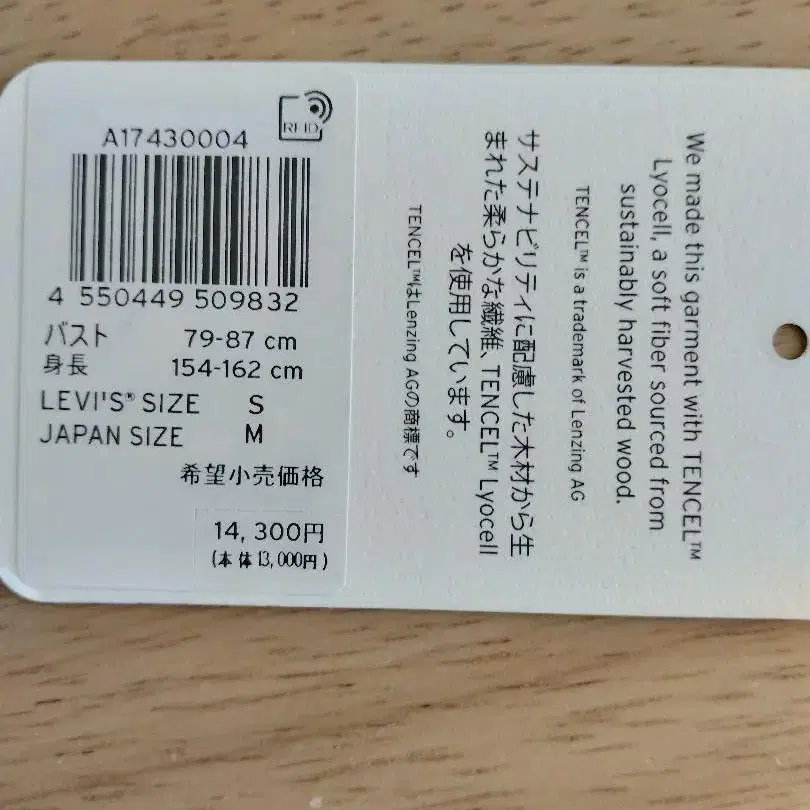 RFID
A17430004
4 550449 509832
バスト 79-87 cm
身長 154-162 cm
LEVI'S® SIZE S
JAPAN SIZE M
希望小売価格
14,300円
(本体13,000円)
We made this garment with TENCEL™
Lyocell, a soft fiber sourced from
sustainably harvested wood.
TENCEL™ is a trademark of Lenzing AG
サステナビリティに配慮した木材から生
まれた柔らかな繊維、TENCEL™ Lyocell
を使用しています。
TENCEL™はLenzing AGの商標です